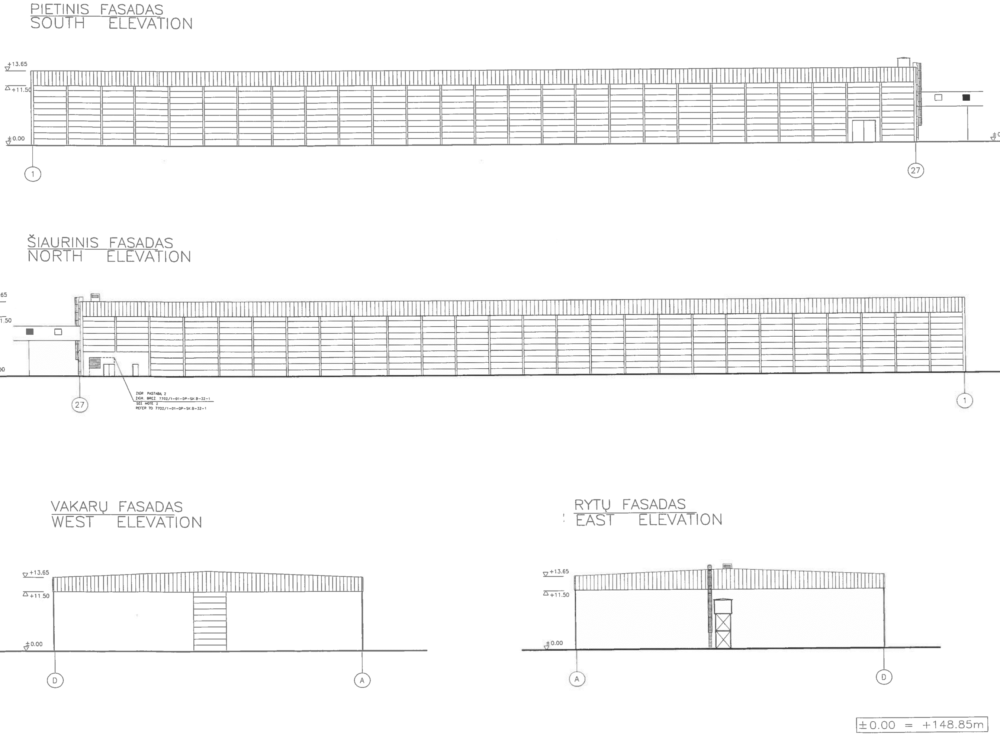 PIETINIS FASADAS
SOUTH ELEVATION
+13.65
+11.50
±0.00
±0
1
27
ŠIAURINIS FASADAS
NORTH ELEVATION
65
1.50
00
ŽIŪR PASTABĄ 2
ŽIŪR. BRĖŽ 7702/1-01-DP-SK.B-32-1
SEE NOTE 2
REFER TO 7702/1-01-DP-SK.B-32-1
27
1
VAKARŲ FASADAS
WEST ELEVATION
+13.65
+11.50
±0.00
D
A
RYTŲ FASADAS
EAST ELEVATION
+13.65
+11.50
±0.00
A
D
±0.00 = +148.85m